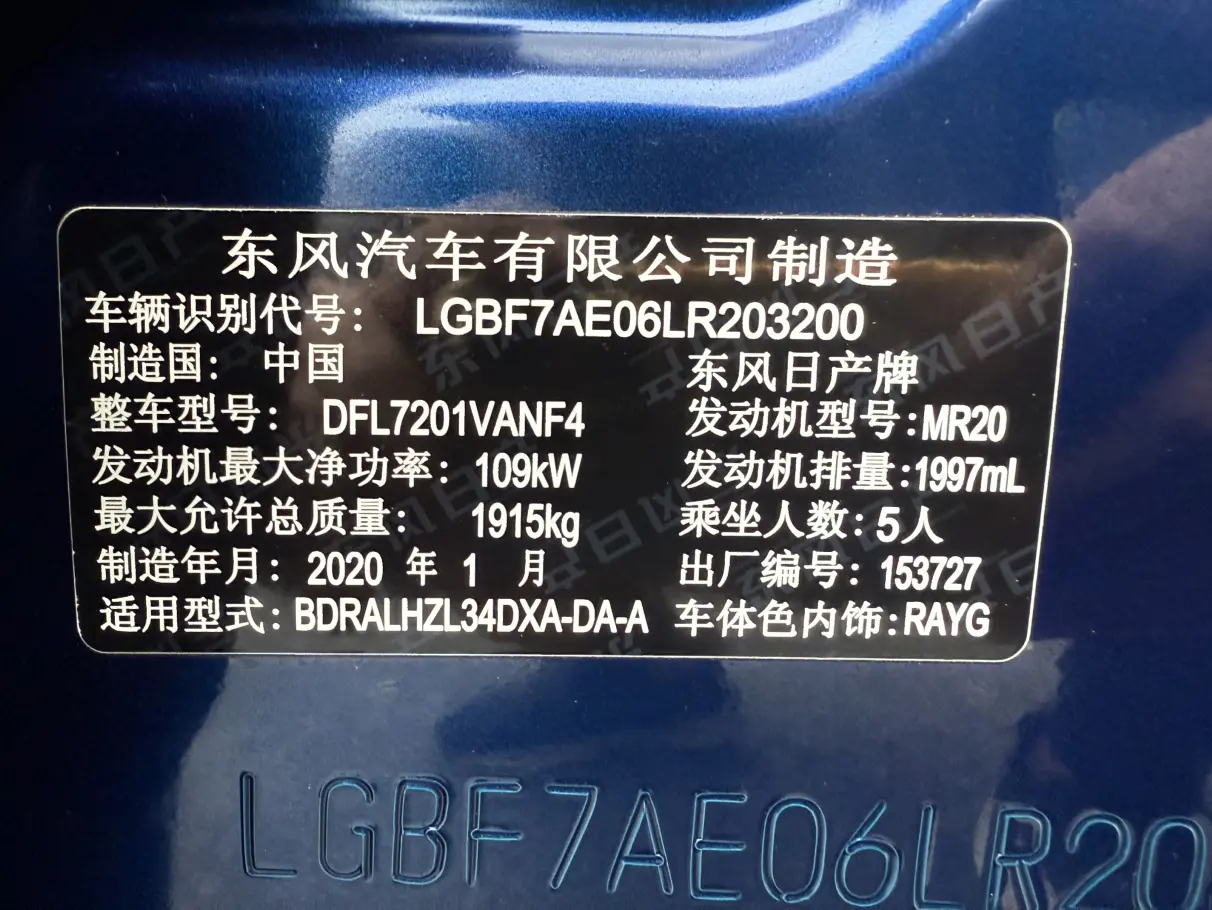 东风汽车有限公司制造
车辆识别代号： LGBF7AE06LR203200
制造国： 中国 东风日产牌
整车型号： DFL7201VANF4 发动机型号：MR20
发动机最大净功率：109kW 发动机排量：1997mL
最大允许总质量： 1915kg 乘坐人数：5人
制造年月：2020 年 1 月 出厂编号：153727
适用型式：BDRALHZL34DXA-DA-A 车体色内饰：RAYG
LGBF7AE06LR20